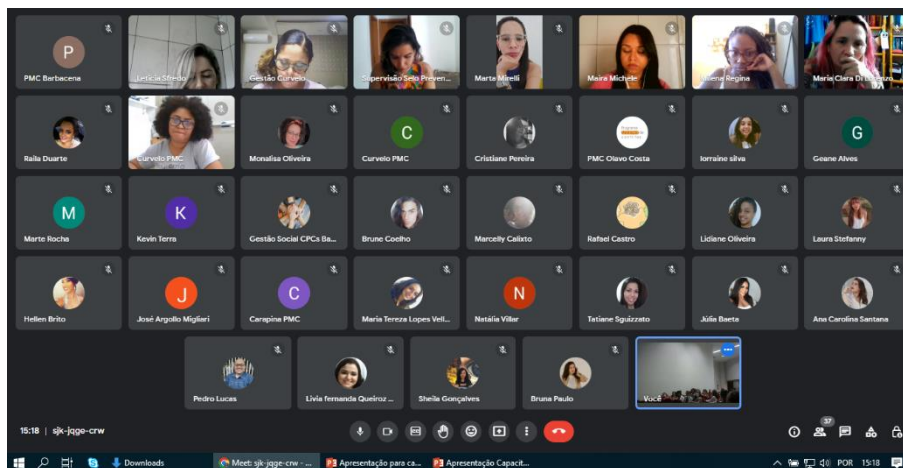 P
PMC Barbacena
Letícia Sfredo
Gestão Curvelo
Supervisão Selo Preven...
Marta Mirelli
Maira Michele
Milena Regina
Maria Clara Di Lorenzo
Raila Duarte
Curvelo PMC
Monalisa Oliveira
C
Curvelo PMC
Cristiane Pereira
PMC Olavo Costa
lorraine silva
G
Geane Alves
M
Marte Rocha
K
Kevin Terra
Gestão Social CPCs Ba...
Brune Coelho
Marcelly Calixto
Rafael Castro
Lidiane Oliveira
Laura Stefanny
Hellen Brito
J
José Argollo Migliari
C
Carapina PMC
Maria Tereza Lopes Vell...
N
Natália Villar
Tatiane Sguizzato
Júlia Baeta
Ana Carolina Santana
Pedro Lucas
Livia fernanda Queiroz ...
Sheila Gonçalves
Bruna Paulo
Você
15:18 | sjk-jqge-crw
37
Downloads
Meet: sjk-jqge-crw - ...
Apresentação para ca...
Apresentação Capacit...
POR 15:18